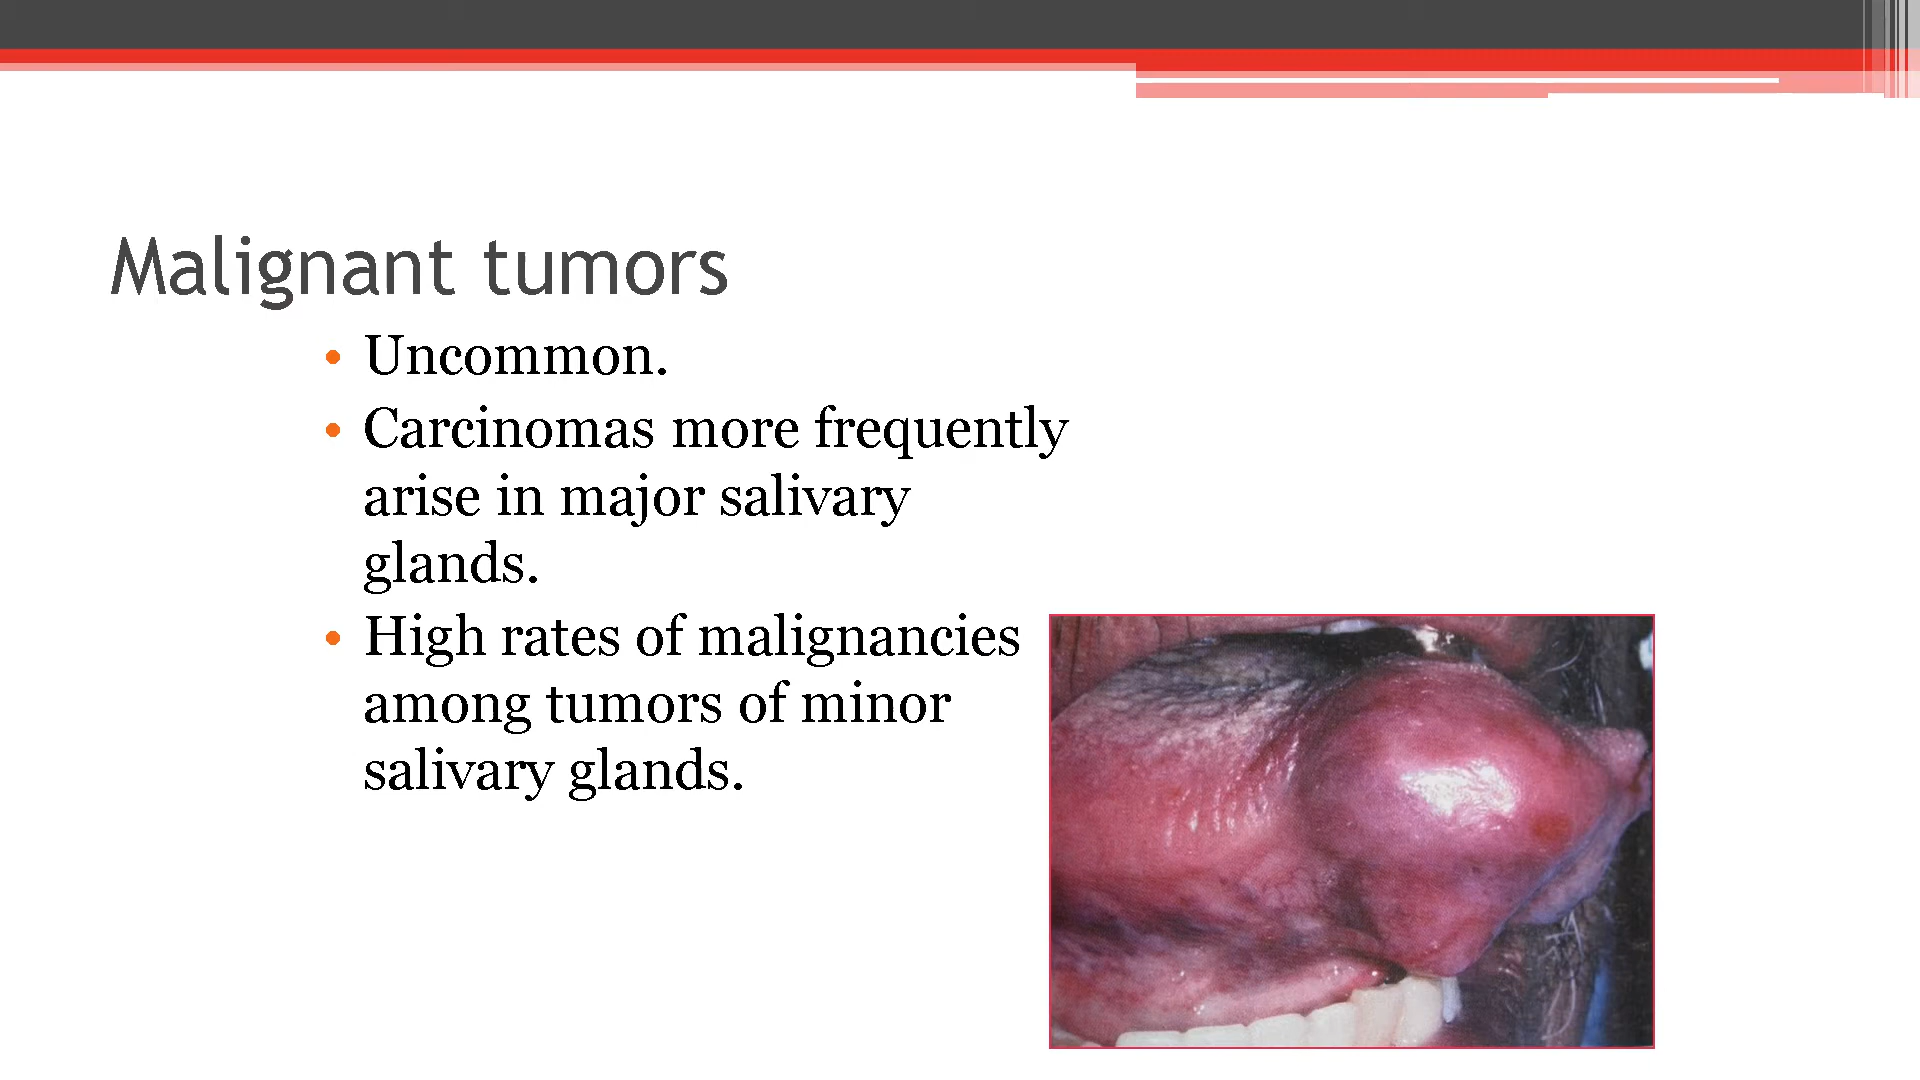 Malignant tumors
• Uncommon.
• Carcinomas more frequently
arise in major salivary
glands.
• High rates of malignancies
among tumors of minor
salivary glands.